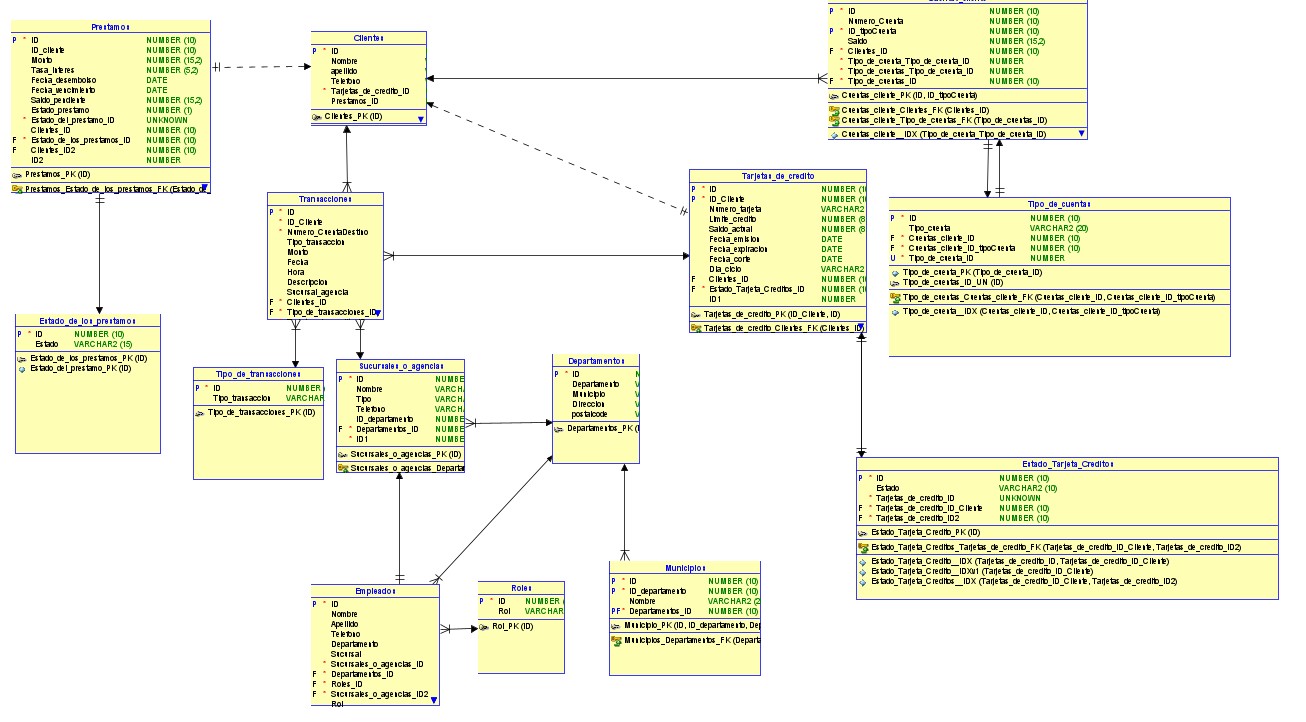 Prestamos
P * ID NUMBER (10)
ID_cliente NUMBER (10)
Monto NUMBER (15,2)
Tasa_Interes NUMBER (5,2)
Fecha_desembolso DATE
Fecha_vencimiento DATE
Saldo_pendiente NUMBER (15,2)
Estado_prestamo NUMBER (1)
* Estado_del_prestamo_ID UNKNOWN
Clientes_ID NUMBER (10)
F * Estado_de_los_prestamos_ID NUMBER (10)
F Clientes_ID2 NUMBER (10)
ID2 NUMBER
Prestamos_PK (ID)
Prestamos_Estado_de_los_prestamos_FK (Estado_de_
Clientes
P * ID
Nombre
apellido
Telefono
* Tarjetas_de_credito_ID
Prestamos_ID
Clientes_PK (ID)
P * ID NUMBER (10)
Numero_Cuenta NUMBER (10)
P * ID_tipoCuenta NUMBER (10)
Saldo NUMBER (15,2)
F * Clientes_ID NUMBER (10)
* Tipo_de_cuenta_Tipo_de_cuenta_ID NUMBER
* Tipo_de_cuentas_Tipo_de_cuenta_ID NUMBER
F * Tipo_de_cuentas_ID NUMBER (10)
Cuentas_cliente_PK (ID, ID_tipoCuenta)
Cuentas_cliente_Clientes_FK (Clientes_ID)
Cuentas_cliente_Tipo_de_cuentas_FK (Tipo_de_cuentas_ID)
Cuentas_cliente__IDX (Tipo_de_cuenta_Tipo_de_cuenta_ID)
Transacciones
P * ID
* ID_Cliente
* Numero_CuentaDestino
Tipo_transaccion
Monto
Fecha
Hora
Descripcion
Sucursal_agencia
F * Clientes_ID
F * Tipo_de_transacciones_ID
Tarjetas_de_credito
P * ID NUMBER (1
P * ID_Cliente NUMBER (1
Numero_tarjeta VARCHAR2
Limite_credito NUMBER (8
Saldo_actual NUMBER (8
Fecha_emision DATE
Fecha_expiracion DATE
Fecha_corte DATE
Dia_ciclo VARCHAR2
F Clientes_ID NUMBER (1
F * Estado_Tarjeta_Creditos_ID NUMBER (1
ID1 NUMBER
Tarjetas_de_credito_PK (ID_Cliente, ID)
Tarjetas_de_credito_Clientes_FK (Clientes_ID
Tipo_de_cuentas
P * ID NUMBER (10)
Tipo_cuenta VARCHAR2 (20)
F * Cuentas_cliente_ID NUMBER (10)
F * Cuentas_cliente_ID_tipoCuenta NUMBER (10)
U * Tipo_de_cuenta_ID NUMBER
Tipo_de_cuenta_PK (Tipo_de_cuenta_ID)
Tipo_de_cuentas_ID_UN (ID)
Tipo_de_cuentas_Cuentas_cliente_FK (Cuentas_cliente_ID, Cuentas_cliente_ID_tipoCuenta)
Tipo_de_cuenta__IDX (Cuentas_cliente_ID, Cuentas_cliente_ID_tipoCuenta)
Estado_de_los_prestamos
P * ID NUMBER (10)
Estado VARCHAR2 (15)
Estado_de_los_prestamos_PK (ID)
Estado_del_prestamo_PK (ID)
Tipo_de_transacciones
P * ID NUMBER
Tipo_transaccion VARCHAR
Tipo_de_transacciones_PK (ID)
Sucursales_o_agencias
P * ID NUMBE
Nombre VARCH
Tipo VARCH
Telefono VARCH
ID_departamento NUMBE
F * Departamentos_ID NUMBE
* ID1 NUMBE
Sucursales_o_agencias_PK (ID)
Sucursales_o_agencias_Departa
Departamentos
P * ID N
Departamento V
Municipio V
Direccion V
postalcode V
Departamentos_PK (I
Estado_Tarjeta_Creditos
P * ID NUMBER (10)
Estado VARCHAR2 (10)
* Tarjetas_de_credito_ID UNKNOWN
F * Tarjetas_de_credito_ID_Cliente NUMBER (10)
F * Tarjetas_de_credito_ID2 NUMBER (10)
Estado_Tarjeta_Credito_PK (ID)
Estado_Tarjeta_Creditos_Tarjetas_de_credito_FK (Tarjetas_de_credito_ID_Cliente, Tarjetas_de_credito_ID2)
Estado_Tarjeta_Credito__IDX (Tarjetas_de_credito_ID, Tarjetas_de_credito_ID_Cliente)
Estado_Tarjeta_Credito__IDXv1 (Tarjetas_de_credito_ID_Cliente)
Estado_Tarjeta_Creditos__IDX (Tarjetas_de_credito_ID_Cliente, Tarjetas_de_credito_ID2)
Empleados
P * ID
Nombre
Apellido
Telefono
Departamento
Sucursal
* Sucursales_o_agencias_ID
F * Departamentos_ID
F * Roles_ID
F * Sucursales_o_agencias_ID2
Rol
Roles
P * ID NUMBER (
Rol VARCHAR
Rol_PK (ID)
Municipios
P * ID NUMBER (10)
P * ID_departamento NUMBER (10)
Nombre VARCHAR2 (2
PF * Departamentos_ID NUMBER (10)
Municipio_PK (ID, ID_departamento, De
Municipios_Departamentos_FK (Departa